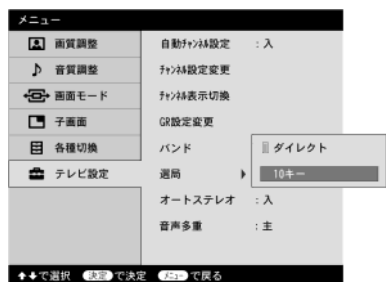 メニュー
画質調整
音質調整
画面モード
子画面
各種切換
テレビ設定
自動ﾁｬﾝﾈﾙ設定 : 入
ﾁｬﾝﾈﾙ設定変更
ﾁｬﾝﾈﾙ表示切換
GR設定変更
バンド
選局
ダイレクト
10キー
オートステレオ : 入
音声多重 : 主
で選択 決定 で決定 ﾒﾆｭｰ で戻る